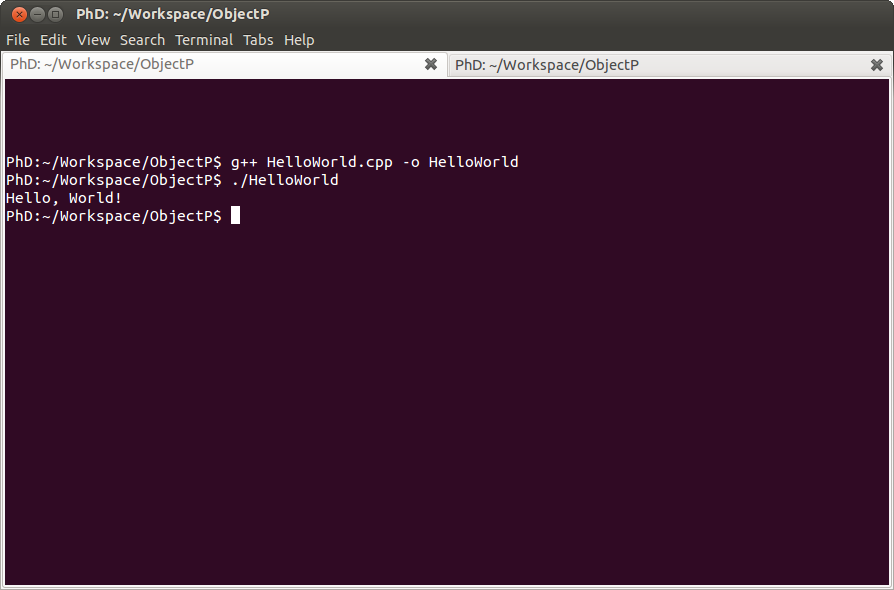 PhD: ~/Workspace/ObjectP
File Edit View Search Terminal Tabs Help
PhD: ~/Workspace/ObjectP PhD: ~/Workspace/ObjectP
PhD:~/Workspace/ObjectP$ g++ HelloWorld.cpp -o HelloWorld
PhD:~/Workspace/ObjectP$ ./HelloWorld
Hello, World!
PhD:~/Workspace/ObjectP$